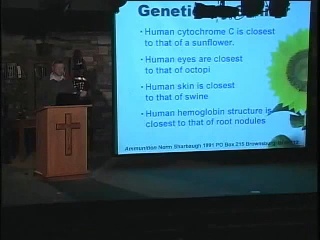 Genetic
• Human cytochrome C is closest
to that of a sunflower.
• Human eyes are closest
to that of octopi
• Human skin is closest
to that of swine
• Human hemoglobin structure is
closest to that of root nodules
Ammunition Norm Sharbaugh 1991 PO Box 215 Brownsburg